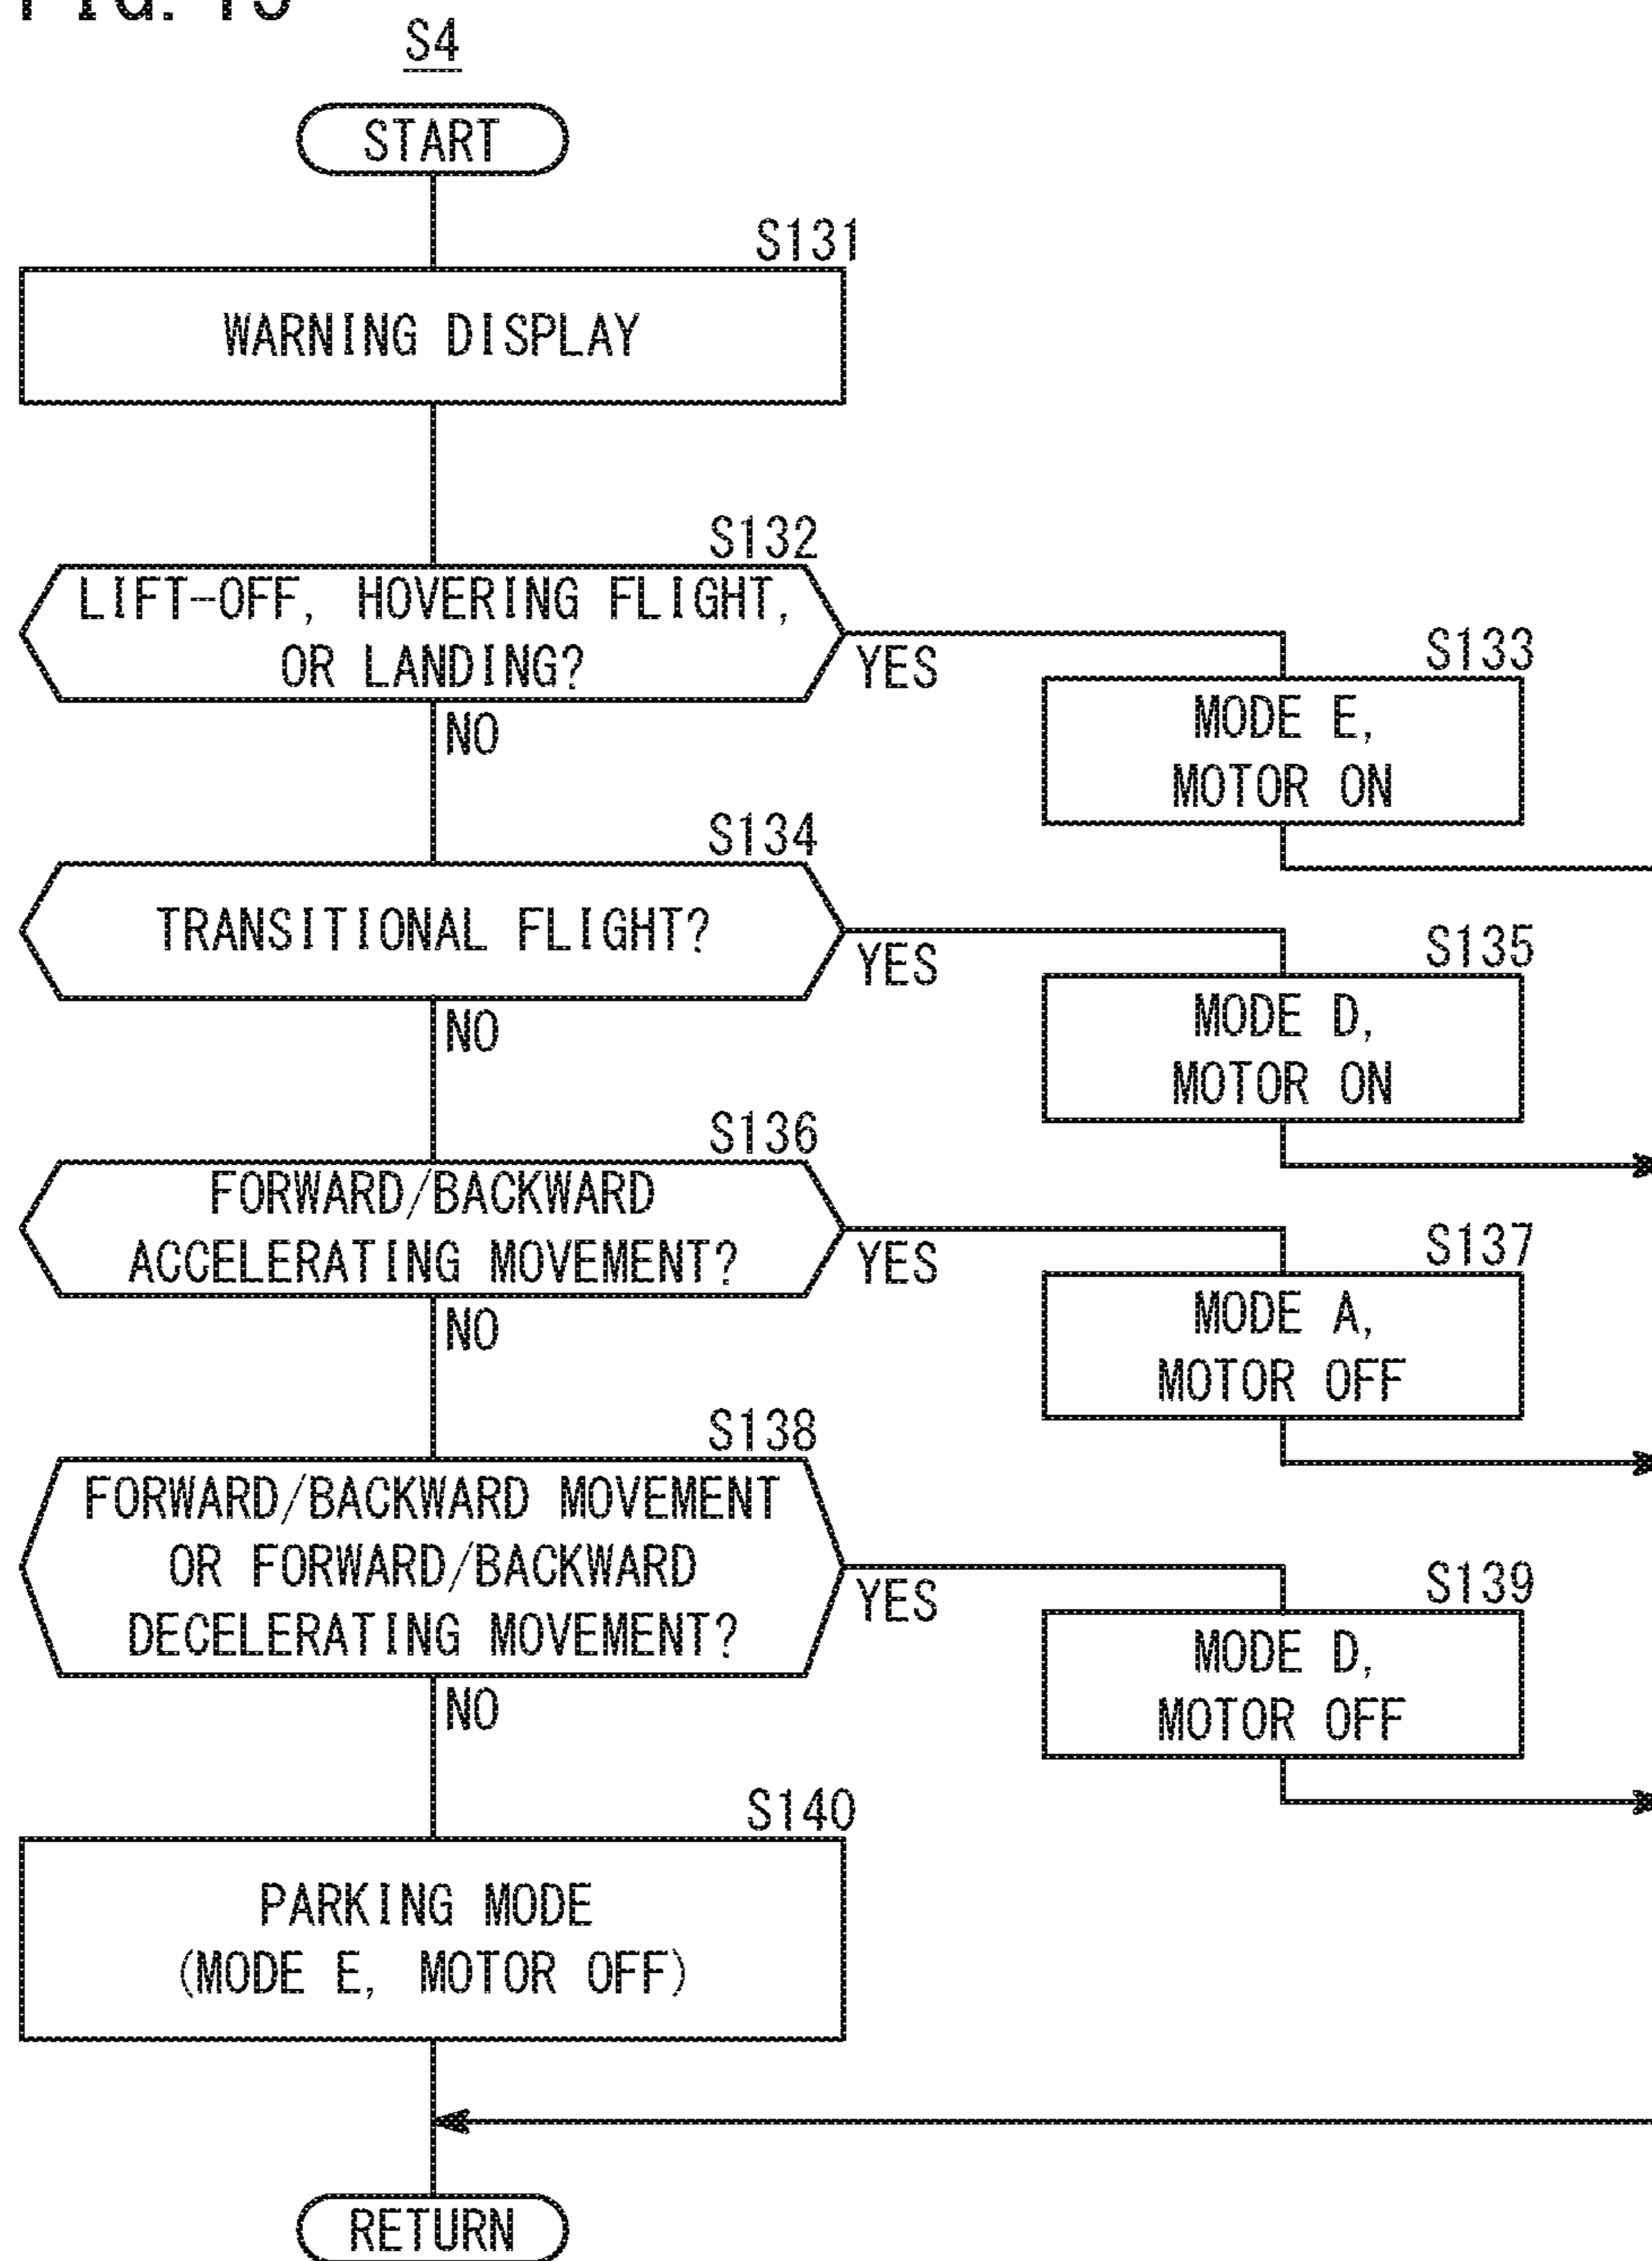 S4
START
S131
WARNING DISPLAY
S132
LIFT-OFF, HOVERING FLIGHT,
OR LANDING?
YES
NO
S133
MODE E,
MOTOR ON
S134
TRANSITIONAL FLIGHT?
YES
NO
S135
MODE D,
MOTOR ON
S136
FORWARD/BACKWARD
ACCELERATING MOVEMENT?
YES
NO
S137
MODE A,
MOTOR OFF
S138
FORWARD/BACKWARD MOVEMENT
OR FORWARD/BACKWARD
DECELERATING MOVEMENT?
YES
NO
S139
MODE D,
MOTOR OFF
S140
PARKING MODE
(MODE E, MOTOR OFF)
RETURN